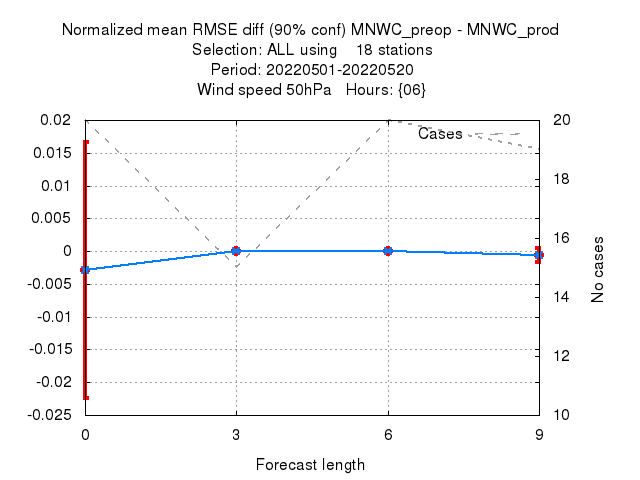 Normalized mean RMSE diff (90% conf) MNWC_preop - MNWC_prod
Selection: ALL using    18 stations
Period: 20220501-20220520
Wind speed 50hPa   Hours: {06}
0.02
0.015
0.01
0.005
0
-0.005
-0.01
-0.015
-0.02
-0.025
Cases
20
18
16
14
12
10
No cases
0 3 6 9
Forecast length